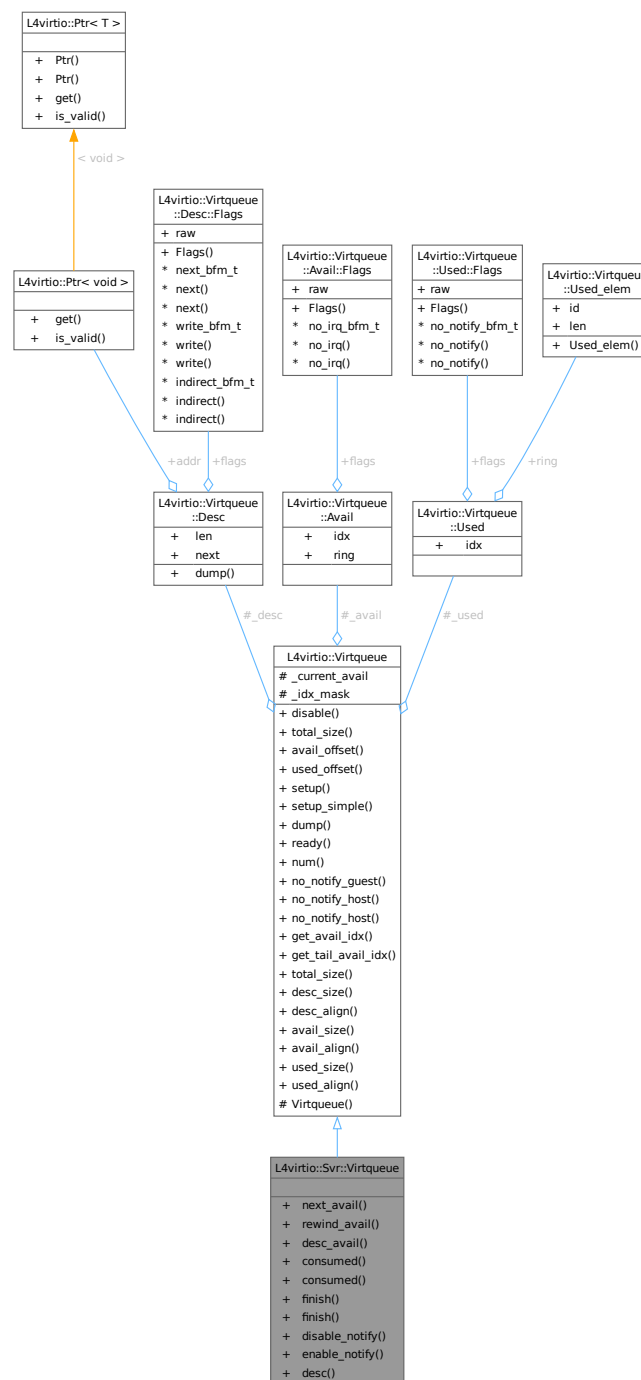 L4virtio::Ptr< T >
+ Ptr()
+ Ptr()
+ get()
+ is_valid()
< void >
L4virtio::Ptr< void >
+ get()
+ is_valid()
L4virtio::Virtqueue
::Desc::Flags
+ raw
+ Flags()
* next_bfm_t
* next()
* next()
* write_bfm_t
* write()
* write()
* indirect_bfm_t
* indirect()
* indirect()
L4virtio::Virtqueue
::Avail::Flags
+ raw
+ Flags()
* no_irq_bfm_t
* no_irq()
* no_irq()
L4virtio::Virtqueue
::Used::Flags
+ raw
+ Flags()
* no_notify_bfm_t
* no_notify()
* no_notify()
L4virtio::Virtqueue
::Used_elem
+ id
+ len
+ Used_elem()
+addr
+flags
+flags
+flags
+ring
L4virtio::Virtqueue
::Desc
+ len
+ next
+ dump()
L4virtio::Virtqueue
::Avail
+ idx
+ ring
L4virtio::Virtqueue
::Used
+ idx
#_desc
#_avail
#_used
L4virtio::Virtqueue
# _current_avail
# _idx_mask
+ disable()
+ total_size()
+ avail_offset()
+ used_offset()
+ setup()
+ setup_simple()
+ dump()
+ ready()
+ num()
+ no_notify_guest()
+ no_notify_host()
+ no_notify_host()
+ get_avail_idx()
+ get_tail_avail_idx()
+ total_size()
+ desc_size()
+ desc_align()
+ avail_size()
+ avail_align()
+ used_size()
+ used_align()
# Virtqueue()
L4virtio::Svr::Virtqueue
+ next_avail()
+ rewind_avail()
+ desc_avail()
+ consumed()
+ consumed()
+ finish()
+ finish()
+ disable_notify()
+ enable_notify()
+ desc()